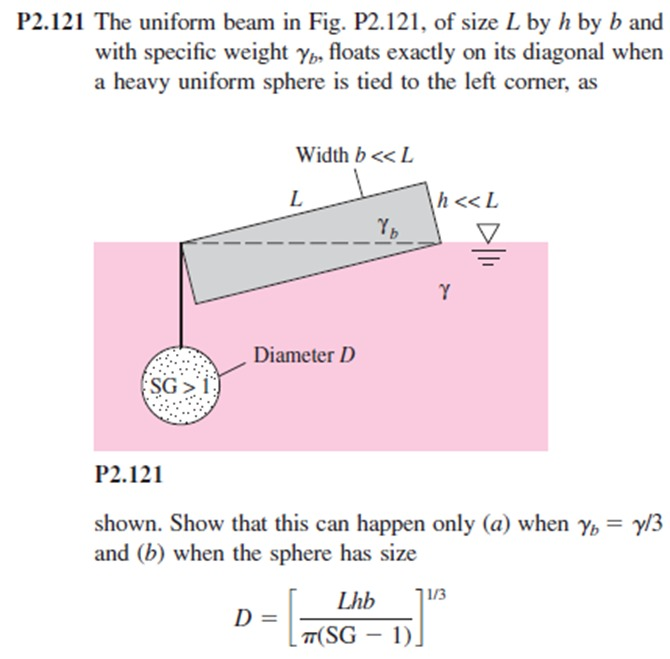 P2.121 The uniform beam in Fig. P2.121, of size L by h by b and
with specific weight γb, floats exactly on its diagonal when
a heavy uniform sphere is tied to the left corner, as
Width b << L
L
h << L
γb
γ
Diameter D
SG > 1
P2.121
shown. Show that this can happen only (a) when γb = γ/3
and (b) when the sphere has size
D = [Lhb / π(SG − 1)]^1/3